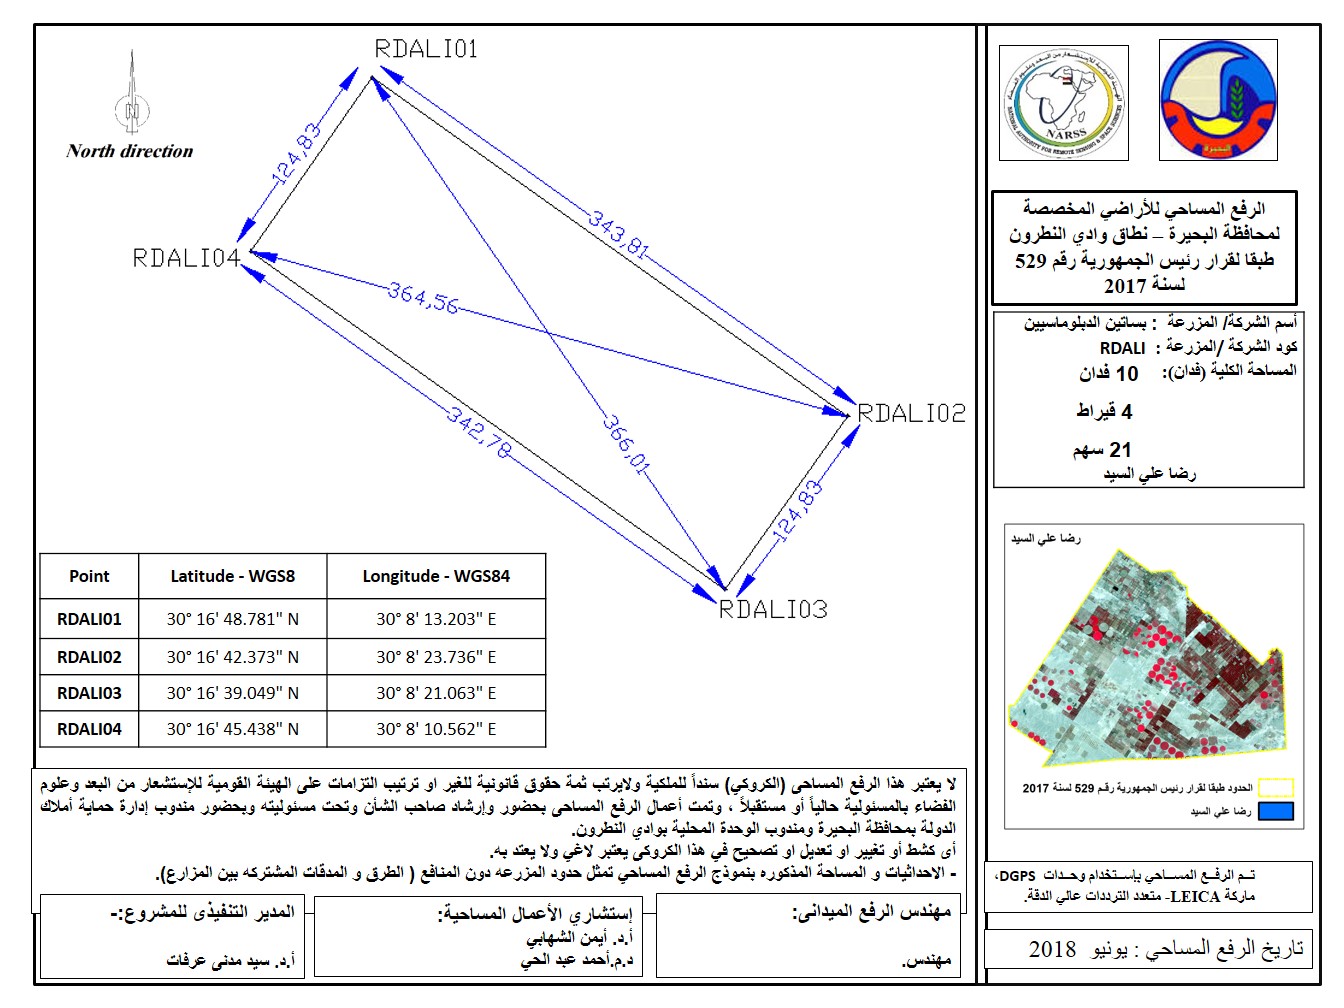 RDALI01
North direction
124,83
343,81
RDALI04
364,56
RDALI02
342,78
366,01
124,83
RDALI03
Point Latitude - WGS8 Longitude - WGS84
RDALI01 30° 16' 48.781" N 30° 8' 13.203" E
RDALI02 30° 16' 42.373" N 30° 8' 23.736" E
RDALI03 30° 16' 39.049" N 30° 8' 21.063" E
RDALI04 30° 16' 45.438" N 30° 8' 10.562" E
NARSS
NATIONAL AUTHORITY FOR REMOTE SENSING & SPACE SCIENCES
البحيرة
الرفع المساحي للأراضي المخصصة
لمحافظة البحيرة – نطاق وادي النطرون
طبقا لقرار رئيس الجمهورية رقم 529
لسنة 2017
أسم الشركة/ المزرعة : بساتين الدبلوماسيين
كود الشركة /المزرعة : RDALI
المساحة الكلية (فدان): 10 فدان
4 قيراط
21 سهم
رضا علي السيد
رضا علي السيد
الحدود طبقا لقرار رئيس الجمهورية رقم 529 لسنة 2017
رضا علي السيد
تـم الرفـع المسـاحي بإستـخدام وحـدات DGPS،
ماركة LEICA- متعدد الترددات عالي الدقة.
تاريخ الرفع المساحي : يونيو 2018
لا يعتبر هذا الرفع المساحى (الكروكي) سنداً للملكية ولايرتب ثمة حقوق قانونية للغير او ترتيب التزامات على الهيئة القومية للإستشعار من البعد وعلوم
الفضاء بالمسئولية حالياً أو مستقبلاً ، وتمت أعمال الرفع المساحى بحضور وإرشاد صاحب الشأن وتحت مسئوليته وبحضور مندوب إدارة حماية أملاك
الدولة بمحافظة البحيرة ومندوب الوحدة المحلية بوادي النطرون.
أى كشط أو تغيير او تعديل او تصحيح في هذا الكروكى يعتبر لاغي ولا يعتد به.
- الاحداثيات و المساحة المذكوره بنموذج الرفع المساحي تمثل حدود المزرعه دون المنافع ( الطرق و المدقات المشتركه بين المزارع).
مهندس الرفع الميدانى:
مهندس.
إستشاري الأعمال المساحية:
أ.د. أيمن الشهابي
د.م.أحمد عبد الحي
المدير التنفيذى للمشروع:-
أ.د. سيد مدنى عرفات